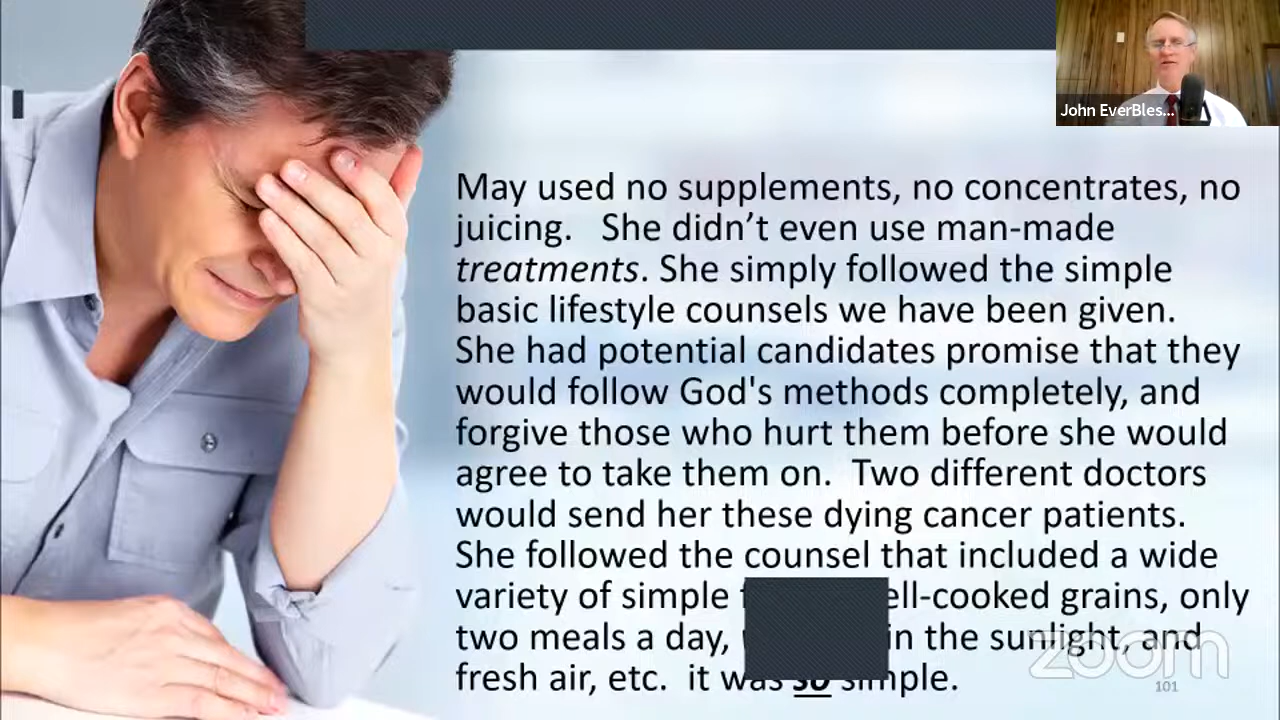 John EverBles...
May used no supplements, no concentrates, no
juicing. She didn’t even use man-made
treatments. She simply followed the simple
basic lifestyle counsels we have been given.
She had potential candidates promise that they
would follow God's methods completely, and
forgive those who hurt them before she would
agree to take them on. Two different doctors
would send her these dying cancer patients.
She followed the counsel that included a wide
variety of simple ell-cooked grains, only
two meals a day, in the sunlight, and
fresh air, etc. it was so simple.
zoom
101